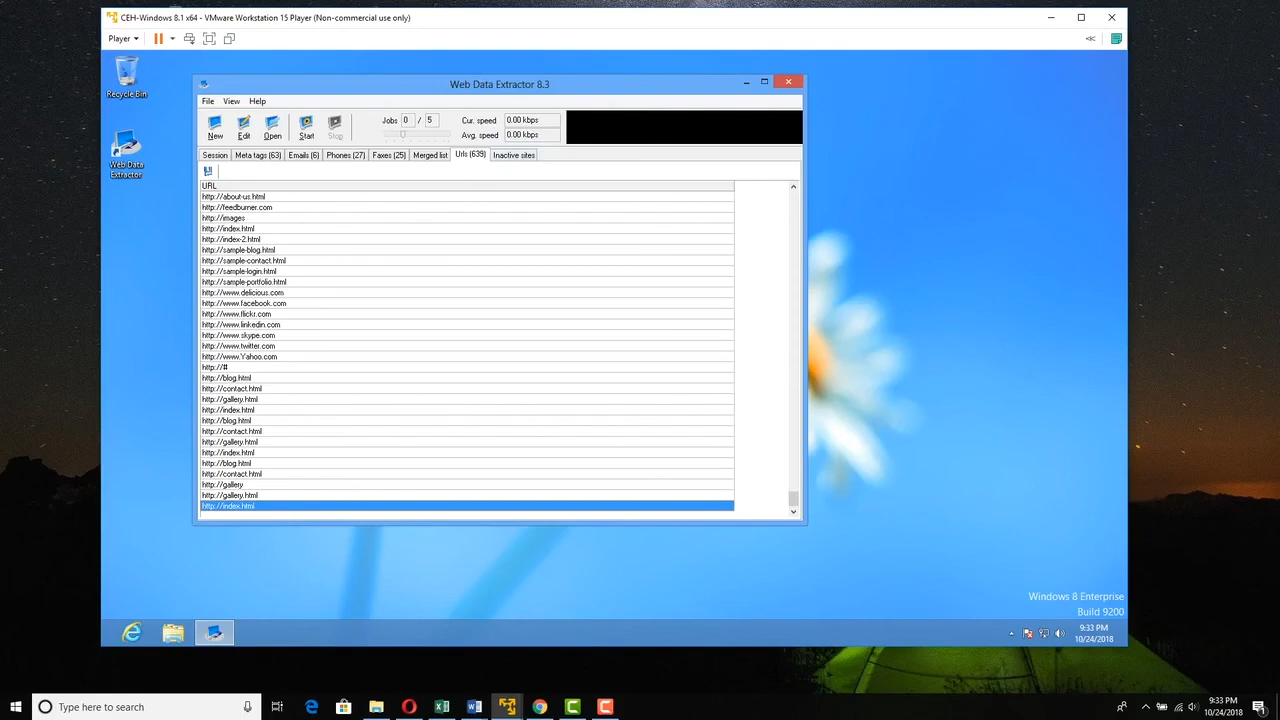 CEH-Windows 8.1 x64 - VMware Workstation 15 Player (Non-commercial use only)
Player
Recycle Bin
Web Data Extractor
Web Data Extractor 8.3
File View Help
New Edit Open Start Stop
Jobs 0 / 5
Cur. speed 0.00 kbps
Avg. speed 0.00 kbps
Session Meta tags (63) Emails (6) Phones (27) Faxes (25) Merged list Urls (639) Inactive sites
URL
http://about-us.html
http://feedburner.com
http://images
http://index.html
http://index-2.html
http://sample-blog.html
http://sample-contact.html
http://sample-login.html
http://sample-portfolio.html
http://www.delicious.com
http://www.facebook.com
http://www.flickr.com
http://www.linkedin.com
http://www.skype.com
http://www.twitter.com
http://www.Yahoo.com
http://#
http://blog.html
http://contact.html
http://gallery.html
http://index.html
http://blog.html
http://contact.html
http://gallery.html
http://index.html
http://blog.html
http://contact.html
http://gallery
http://gallery.html
http://index.html
Windows 8 Enterprise
Build 9200
9:33 PM
10/24/2018
Type here to search
9:33 PM
10/24/2018